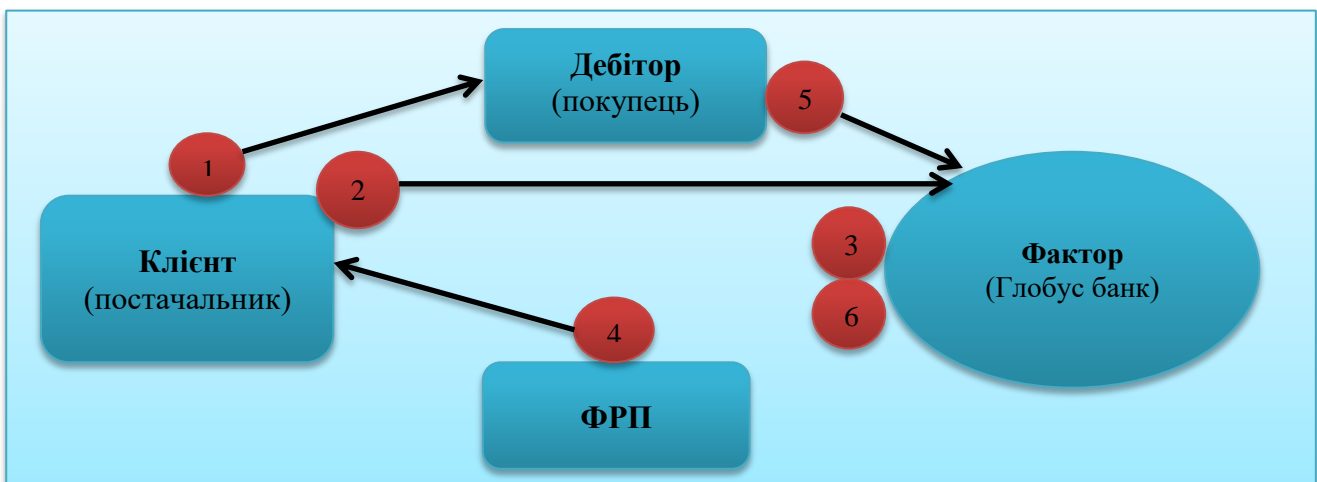 Дебітор
(покупець)
5
1
2
Клієнт
(постачальник)
3
6
Фактор
(Глобус банк)
4
ФРП